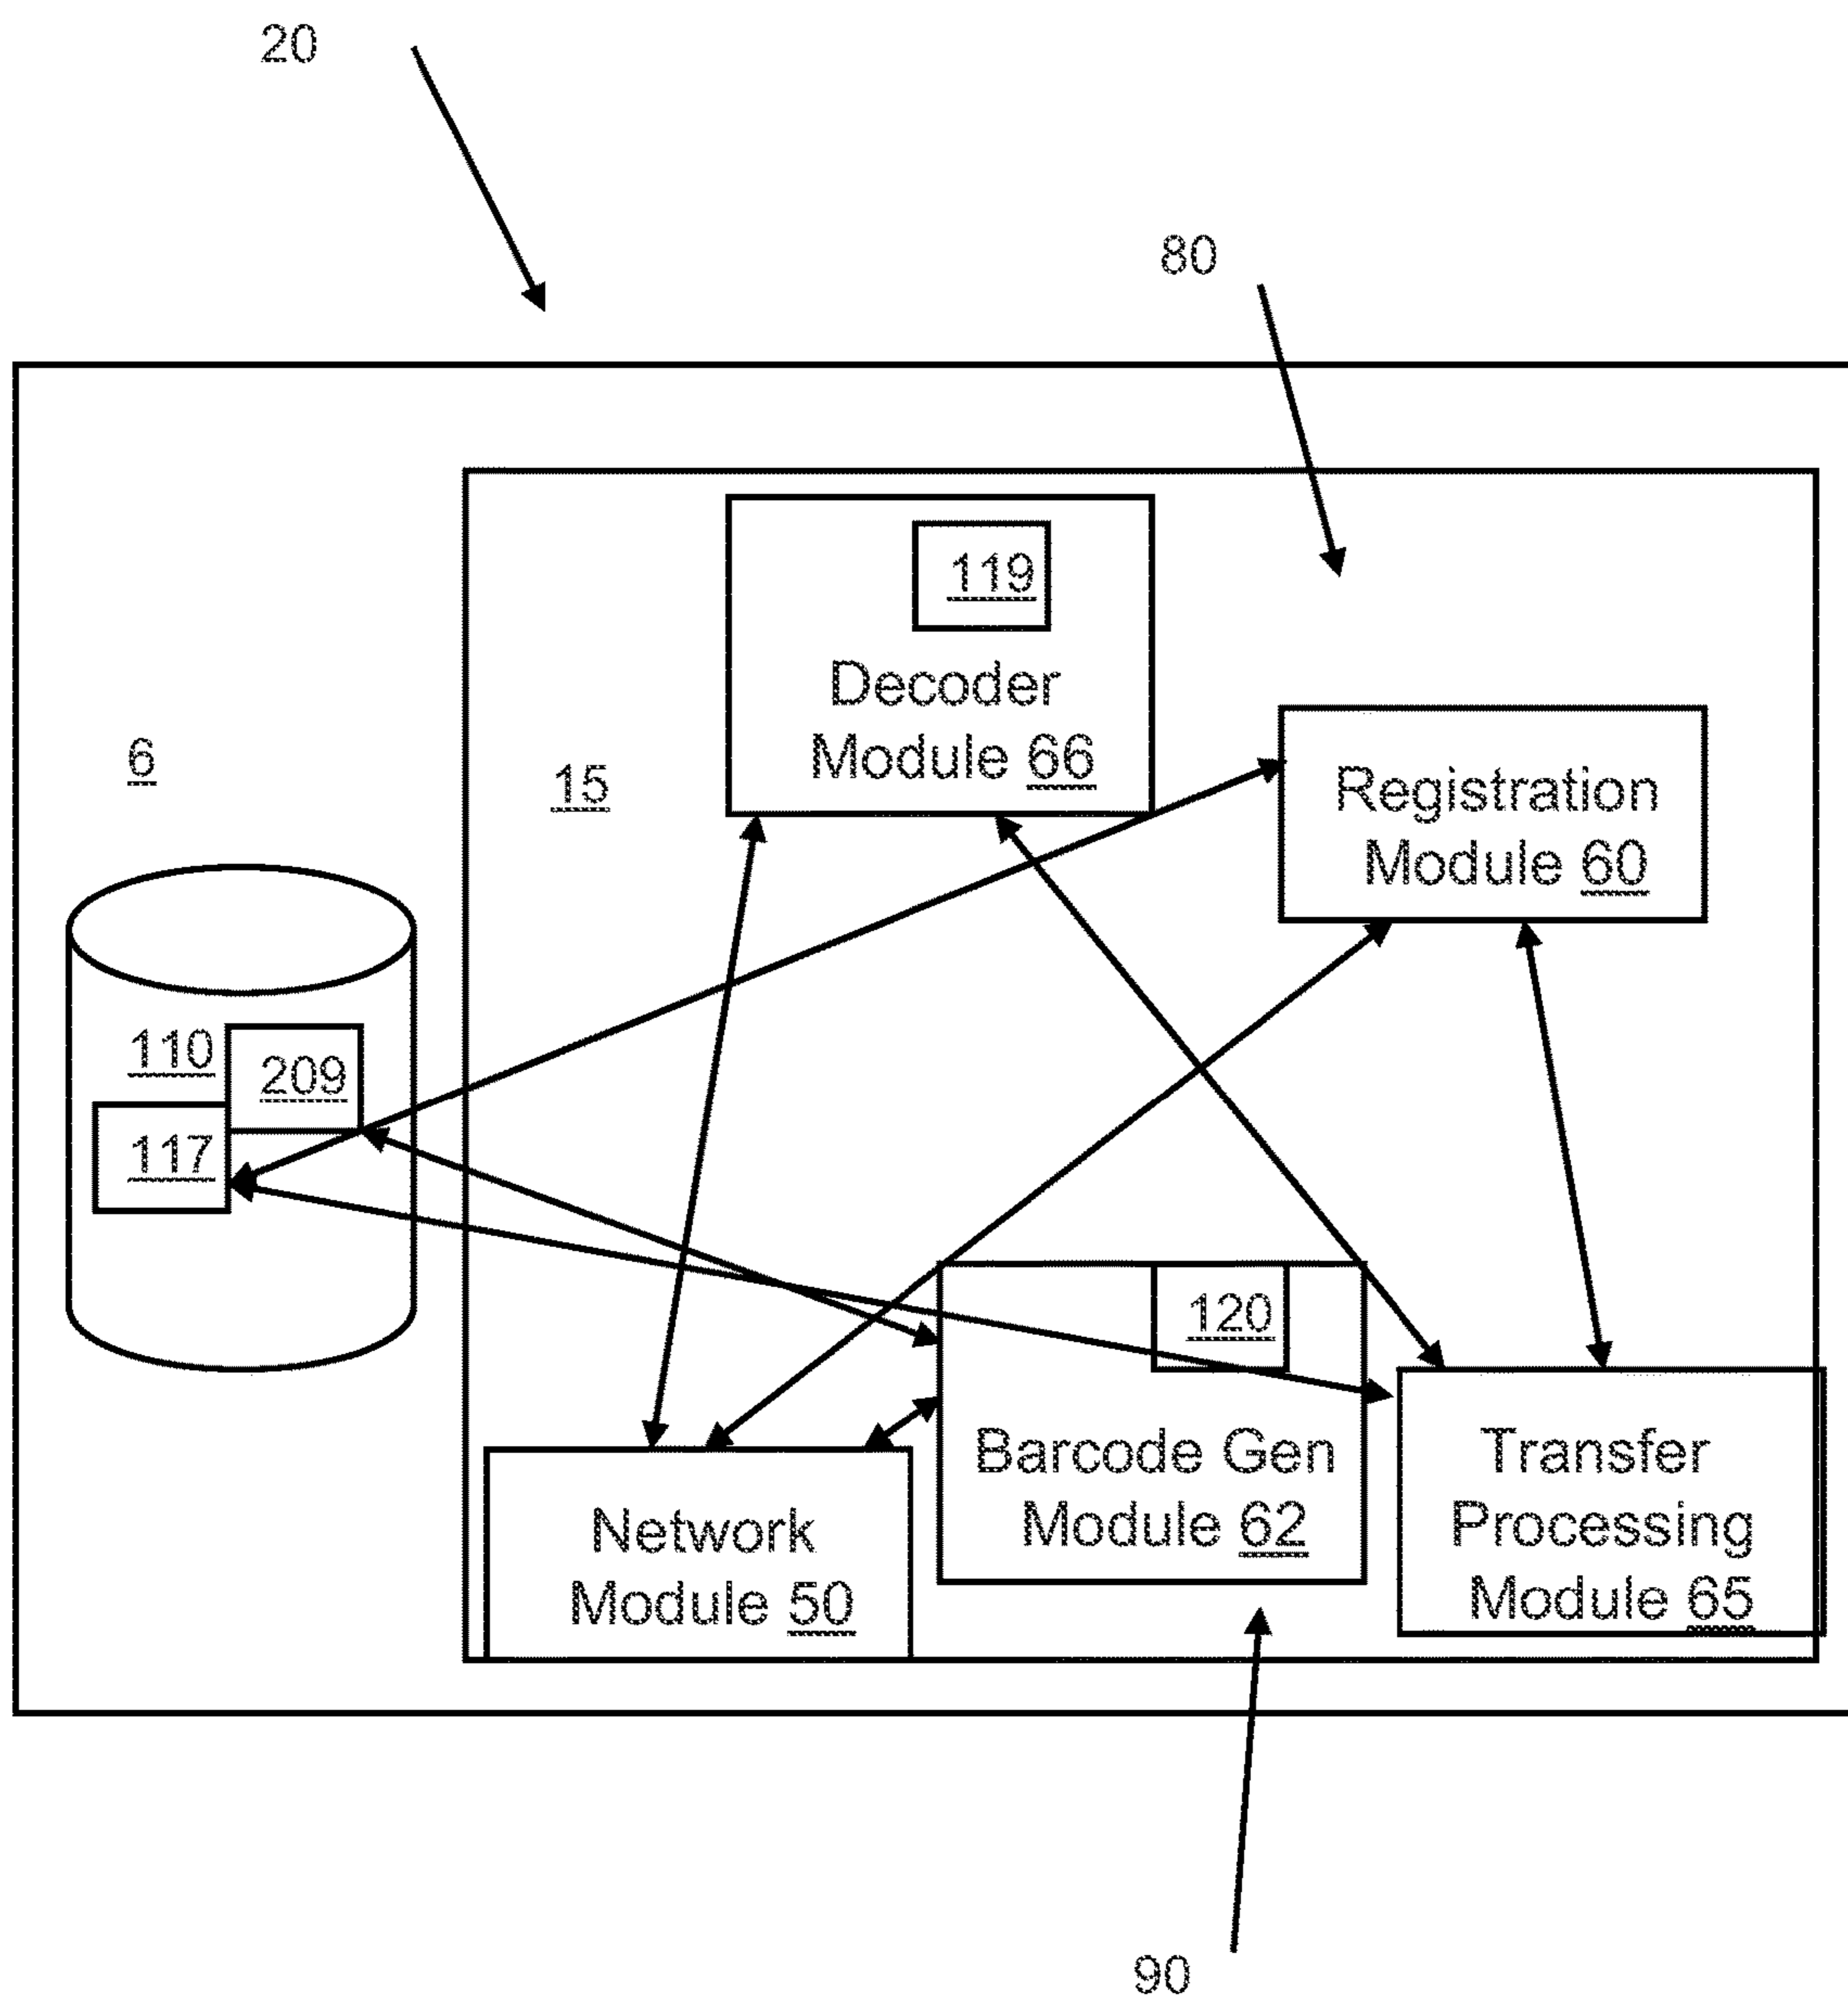 20
80
119
Decoder
Module 66
6
15
Registration
Module 60
110
209
117
120
Barcode Gen
Module 62
Transfer
Processing
Module 65
Network
Module 50
90